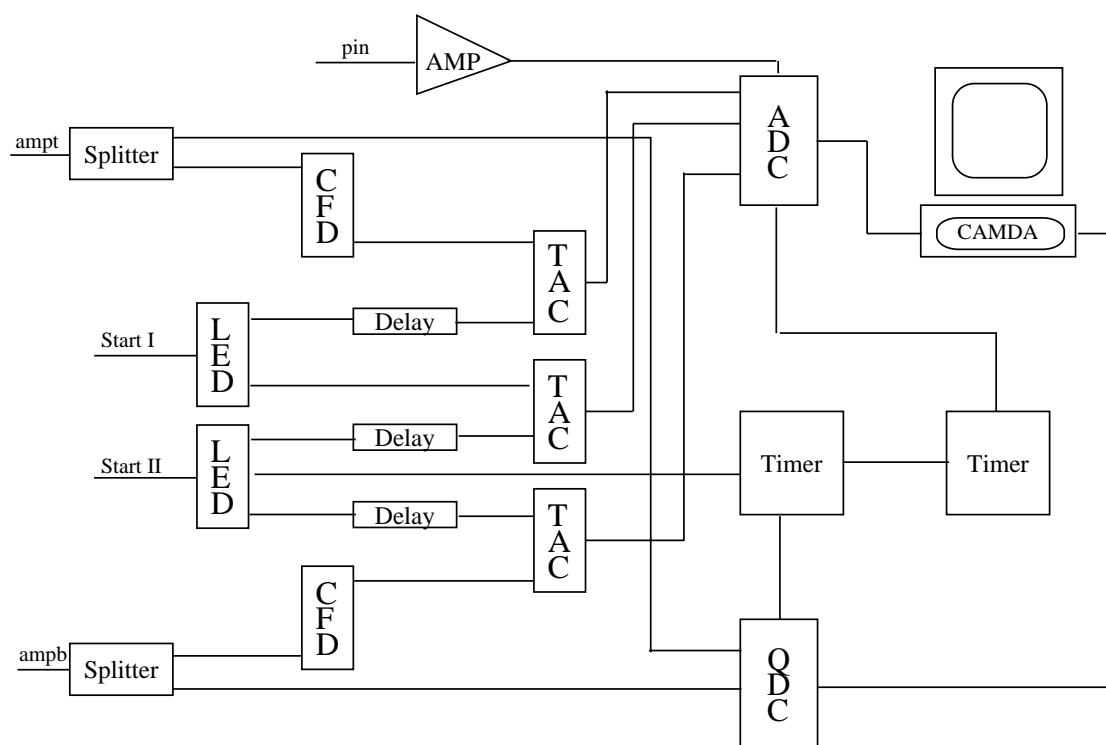 pin
AMP
ADC
ampt
Splitter
CFD
CAMDA
TAC
Start I
LED
Delay
TAC
Start II
LED
Delay
Timer
Timer
Delay
TAC
CFD
ampb
Splitter
QDC